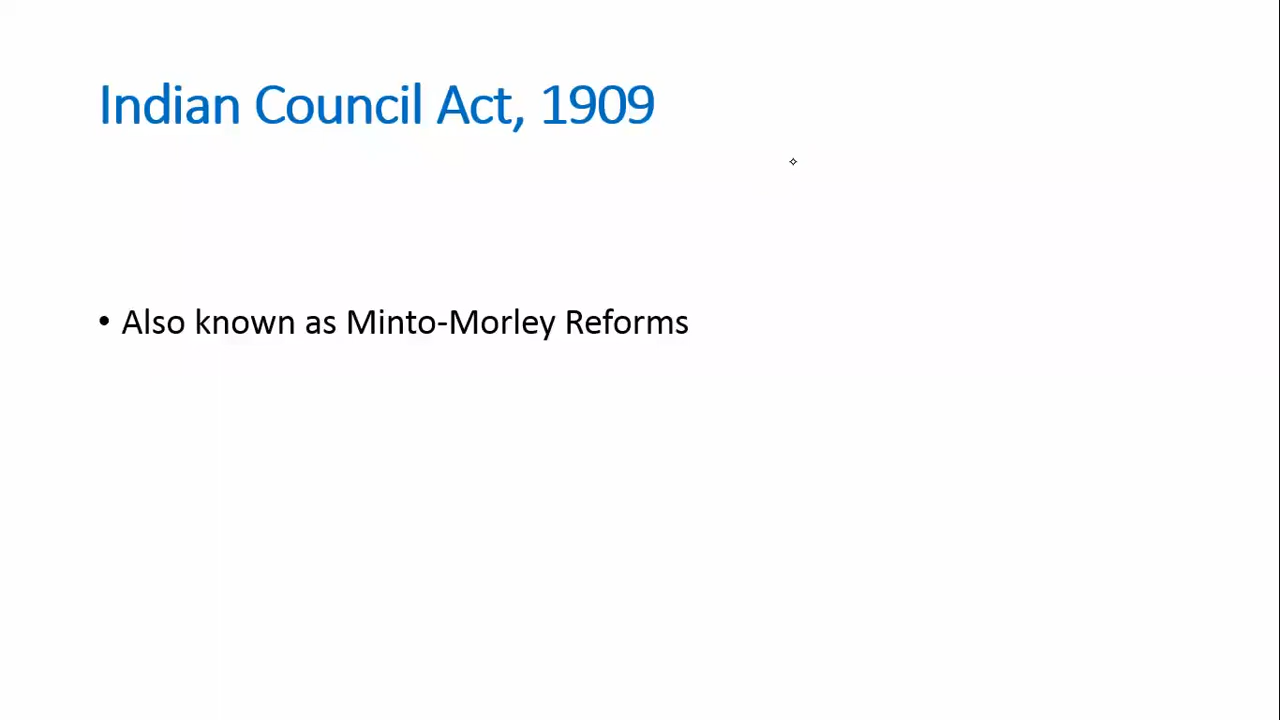 Indian Council Act, 1909
• Also known as Minto-Morley Reforms